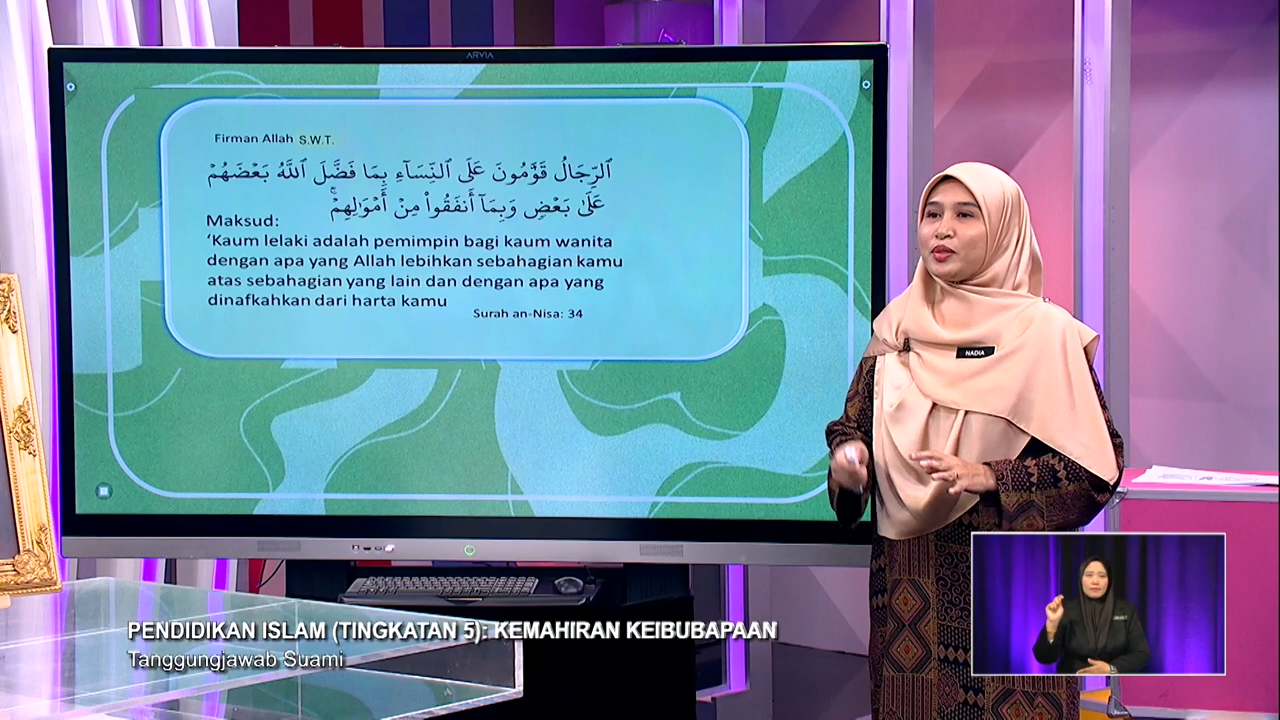 ARVIA
Firman Allah S.W.T.
ٱلرِّجَالُ قَوَّٰمُونَ عَلَى ٱلنِّسَآءِ بِمَا فَضَّلَ ٱللَّهُ بَعْضَهُمْ
عَلَىٰ بَعْضٍ وَبِمَآ أَنفَقُوا۟ مِنْ أَمْوَٰلِهِمْ ۚ
Maksud:
‘Kaum lelaki adalah pemimpin bagi kaum wanita
dengan apa yang Allah lebihkan sebahagian kamu
atas sebahagian yang lain dan dengan apa yang
dinafkahkan dari harta kamu
Surah an-Nisa: 34
NADIA
PENDIDIKAN ISLAM (TINGKATAN 5): KEMAHIRAN KEIBUBAPAAN
Tanggungjawab Suami